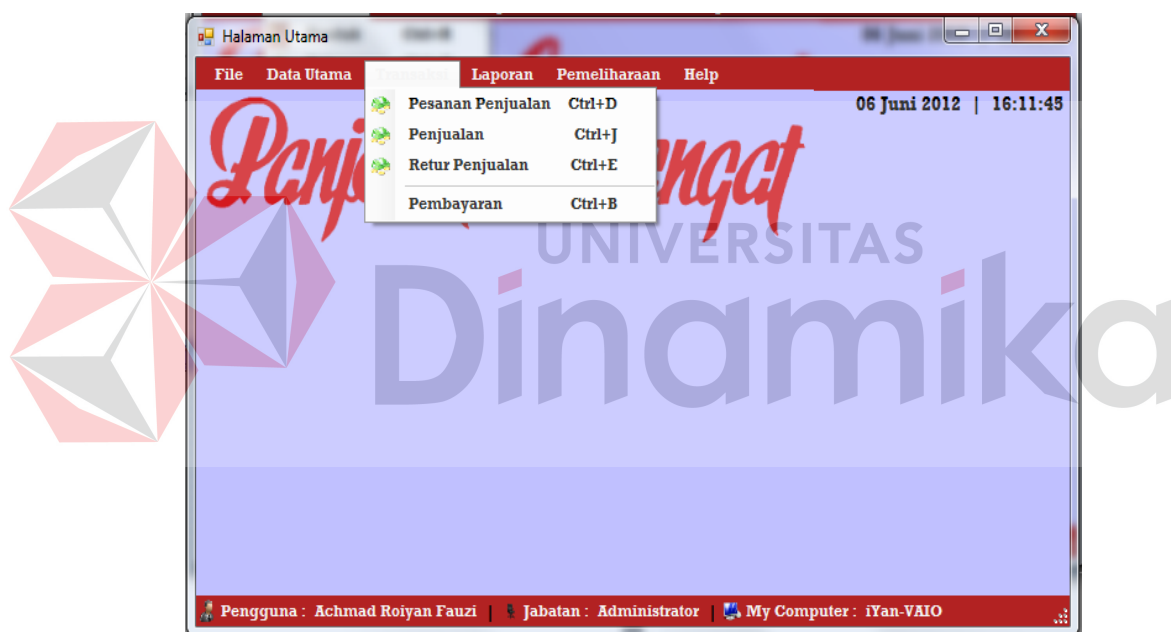 Halaman Utama
File Data Utama Transaksi Laporan Pemeliharaan Help
06 Juni 2012 | 16:11:45
Pesanan Penjualan Ctrl+D
Penjualan Ctrl+J
Retur Penjualan Ctrl+E
Pembayaran Ctrl+B
UNIVERSITAS
Dinamika
Pengguna : Achmad Roiyan Fauzi | Jabatan : Administrator | My Computer : iYan-VAIO